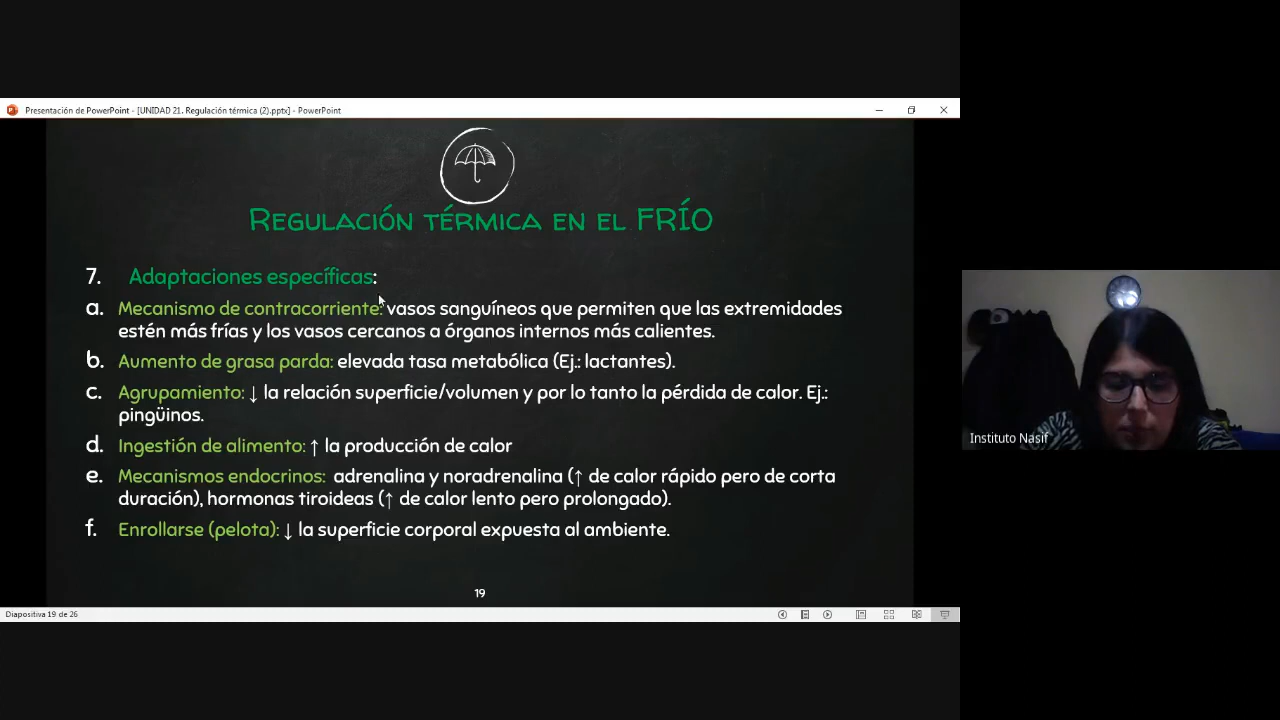 Presentación de PowerPoint - [UNIDAD 21. Regulación térmica (2).pptx] - PowerPoint
REGULACIÓN TÉRMICA EN EL FRÍO
7. Adaptaciones específicas:
a. Mecanismo de contracorriente: vasos sanguíneos que permiten que las extremidades
estén más frías y los vasos cercanos a órganos internos más calientes.
b. Aumento de grasa parda: elevada tasa metabólica (Ej.: lactantes).
c. Agrupamiento: ↓ la relación superficie/volumen y por lo tanto la pérdida de calor. Ej.:
pingüinos.
d. Ingestión de alimento: ↑ la producción de calor
e. Mecanismos endocrinos: adrenalina y noradrenalina (↑ de calor rápido pero de corta
duración), hormonas tiroideas (↑ de calor lento pero prolongado).
f. Enrollarse (pelota): ↓ la superficie corporal expuesta al ambiente.
19
Diapositiva 19 de 26
Instituto Nasif